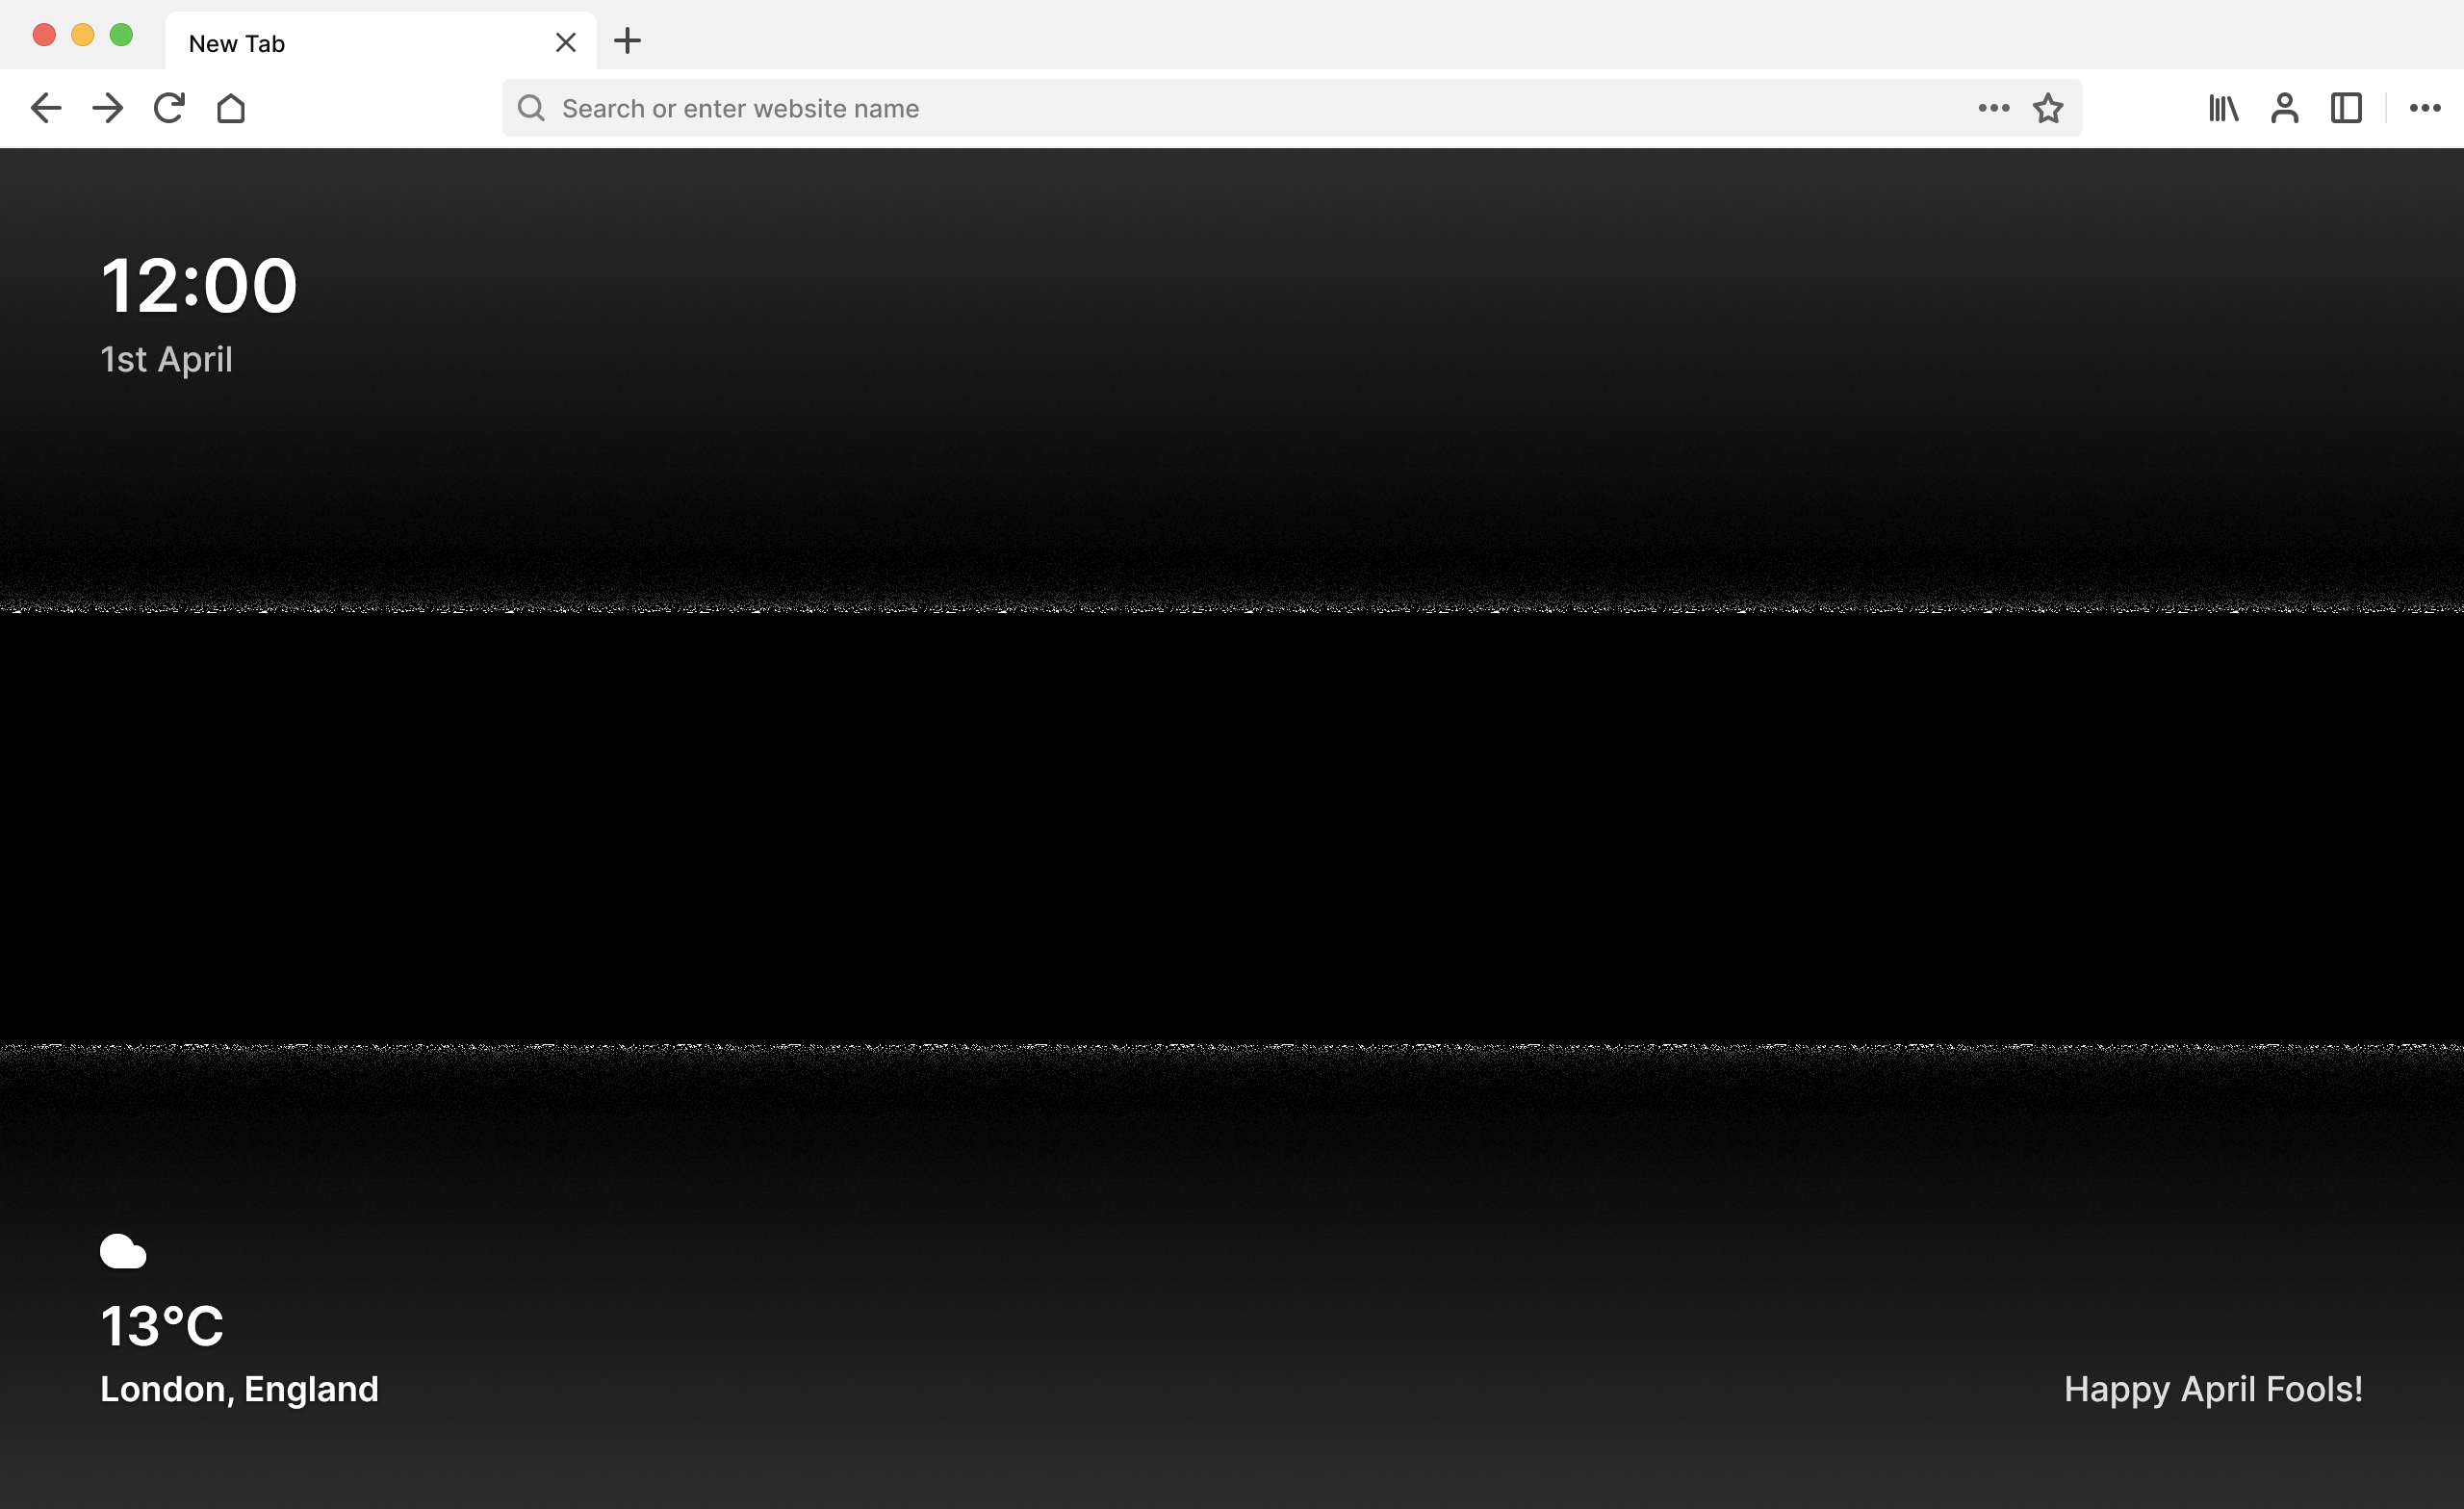 New Tab
Search or enter website name
12:00
1st April
13°C
London, England
Happy April Fools!